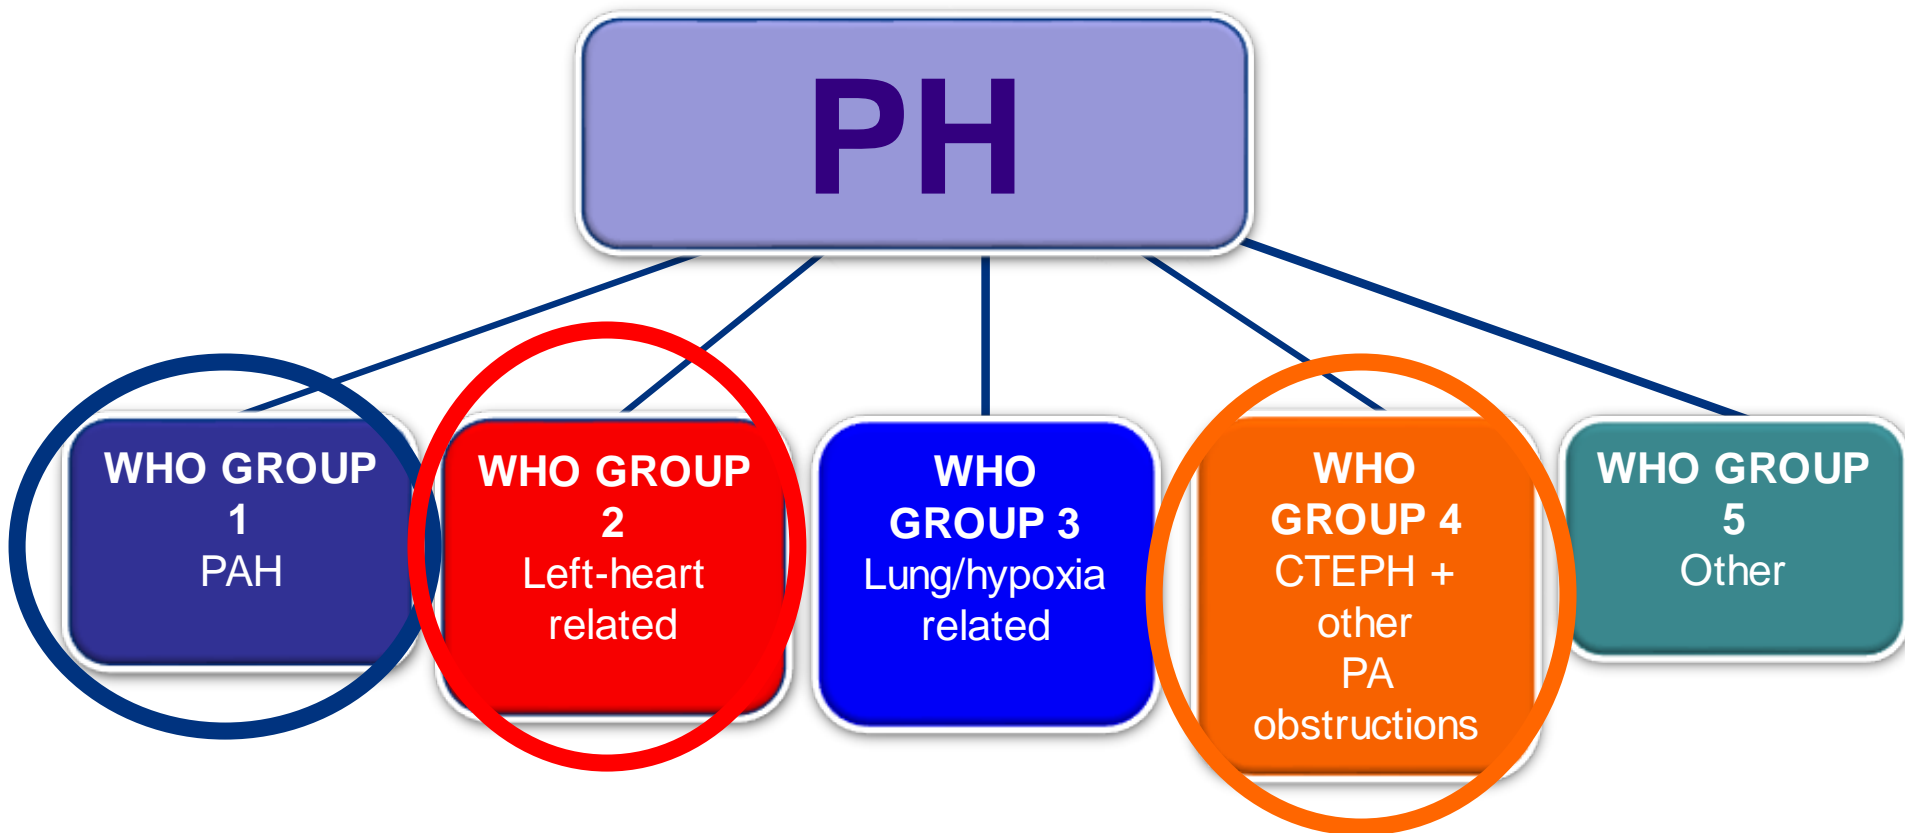 PH
WHO GROUP
1
PAH
WHO GROUP
2
Left-heart
related
WHO
GROUP 3
Lung/hypoxia
related
WHO
GROUP 4
CTEPH +
other
PA
obstructions
WHO GROUP
5
Other